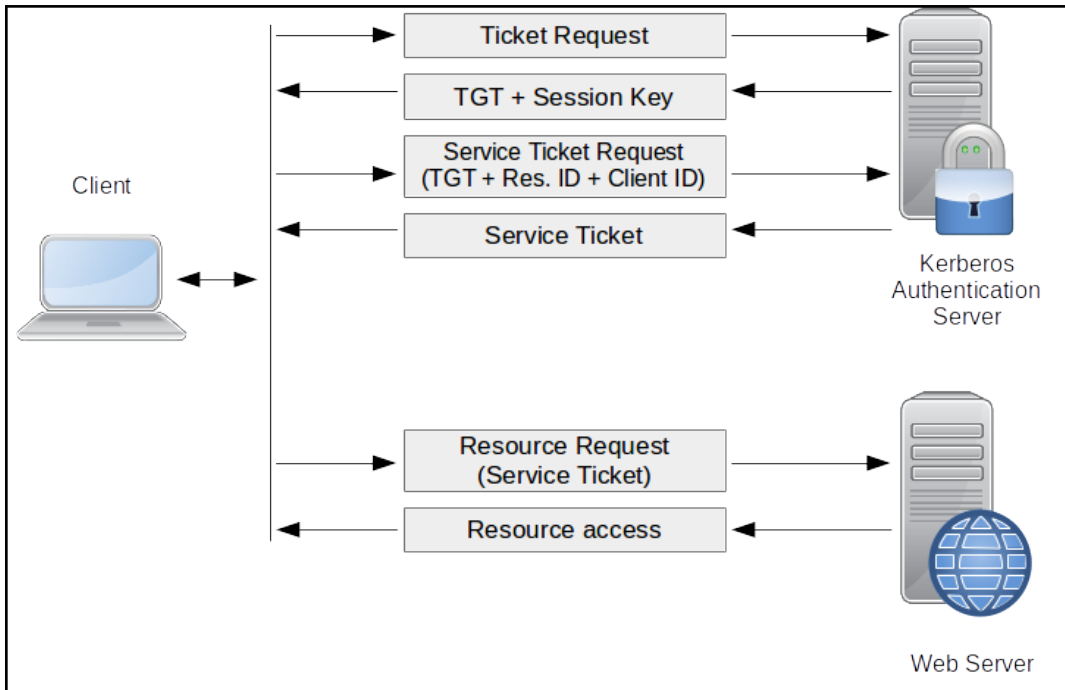 Ticket Request
TGT + Session Key
Service Ticket Request
(TGT + Res. ID + Client ID)
Service Ticket
Client
Kerberos
Authentication
Server
Resource Request
(Service Ticket)
Resource access
Web Server